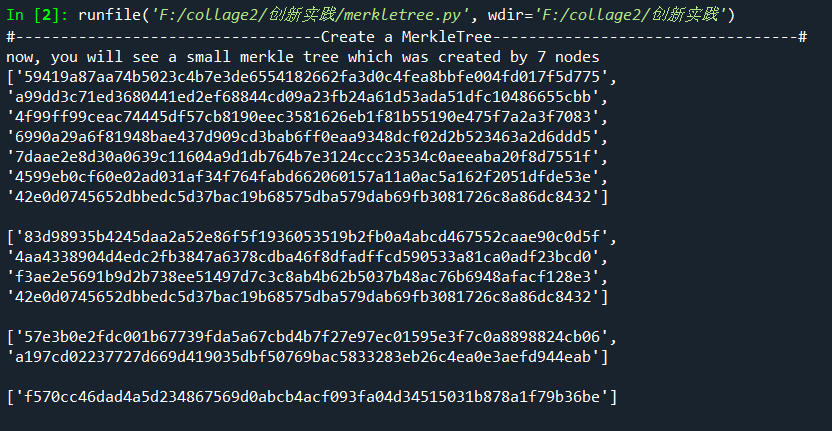 In [2]: runfile('F:/collage2/创新实践/merkletree.py', wdir='F:/collage2/创新实践')
#---------------------------------Create a MerkleTree---------------------------------#
now, you will see a small merkle tree which was created by 7 nodes
['59419a87aa74b5023c4b7e3de6554182662fa3d0c4fea8bbfe004fd017f5d775',
'a99dd3c71ed3680441ed2ef68844cd09a23fb24a61d53ada51dfc10486655cbb',
'4f99ff99ceac74445df57cb8190eec3581626eb1f81b55190e475f7a2a3f7083',
'6990a29a6f81948bae437d909cd3bab6ff0eaa9348dcf02d2b523463a2d6ddd5',
'7daae2e8d30a0639c11604a9d1db764b7e3124ccc23534c0aeeaba20f8d7551f',
'4599eb0cf60e02ad031af34f764fabd662060157a11a0ac5a162f2051dfde53e',
'42e0d0745652dbbedc5d37bac19b68575dba579dab69fb3081726c8a86dc8432']
['83d98935b4245daa2a52e86f5f1936053519b2fb0a4abcd467552caae90c0d5f',
'4aa4338904d4edc2fb3847a6378cdba46f8dfadffcd590533a81ca0adf23bcd0',
'f3ae2e5691b9d2b738ee51497d7c3c8ab4b62b5037b48ac76b6948afacf128e3',
'42e0d0745652dbbedc5d37bac19b68575dba579dab69fb3081726c8a86dc8432']
['57e3b0e2fdc001b67739fda5a67cbd4b7f27e97ec01595e3f7c0a8898824cb06',
'a197cd02237727d669d419035dbf50769bac5833283eb26c4ea0e3aefd944eab']
['f570cc46dad4a5d234867569d0abcb4acf093fa04d34515031b878a1f79b36be']